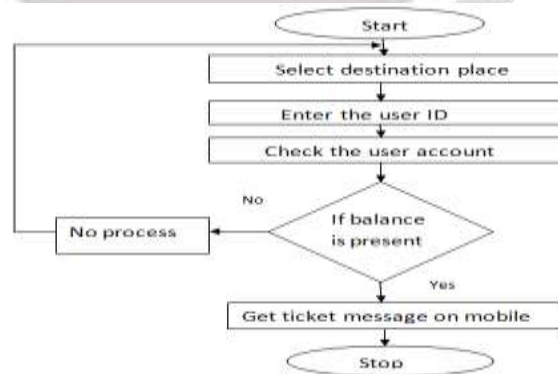 Start
Select destination place
Enter the user ID
Check the user account
No
If balance
is present
No process
Yes
Get ticket message on mobile
Stop